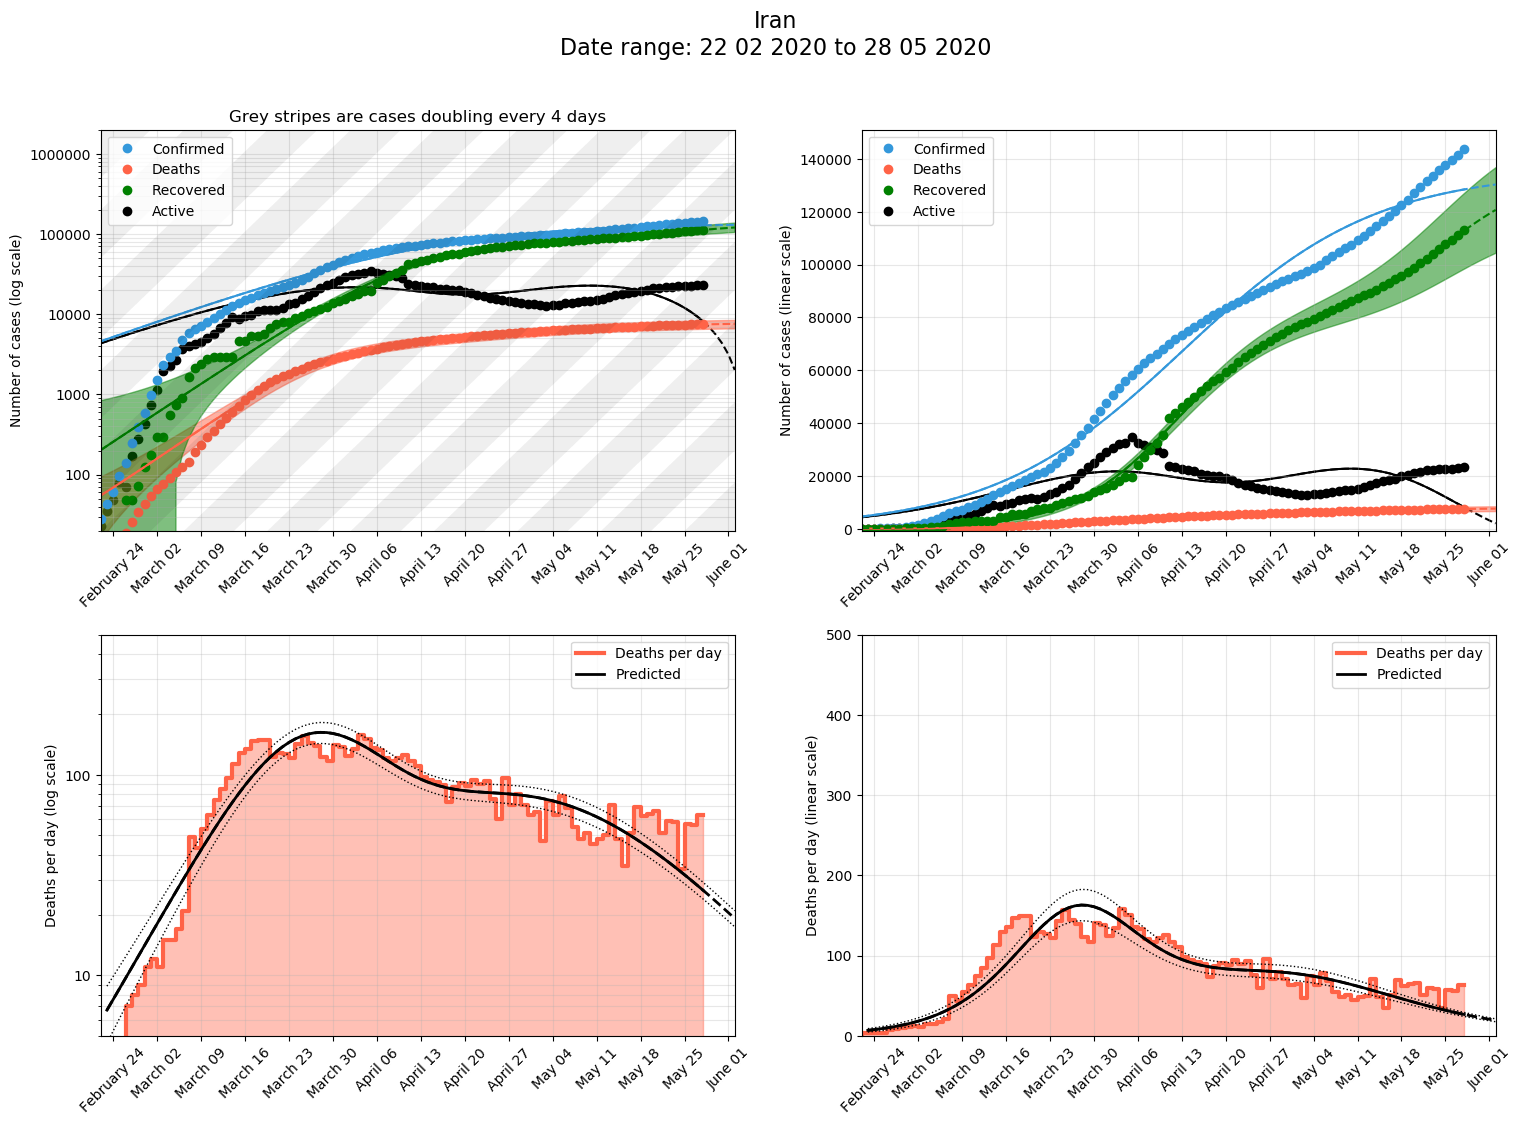 Iran
Date range: 22 02 2020 to 28 05 2020
Grey stripes are cases doubling every 4 days
Number of cases (log scale)
1000000
100000
10000
1000
100
Confirmed
Deaths
Recovered
Active
February 24
March 02
March 09
March 16
March 23
March 30
April 06
April 13
April 20
April 27
May 04
May 11
May 18
May 25
June 01
Number of cases (linear scale)
140000
120000
100000
80000
60000
40000
20000
0
Confirmed
Deaths
Recovered
Active
February 24
March 02
March 09
March 16
March 23
March 30
April 06
April 13
April 20
April 27
May 04
May 11
May 18
May 25
June 01
Deaths per day (log scale)
100
10
Deaths per day
Predicted
February 24
March 02
March 09
March 16
March 23
March 30
April 06
April 13
April 20
April 27
May 04
May 11
May 18
May 25
June 01
Deaths per day (linear scale)
500
400
300
200
100
0
Deaths per day
Predicted
February 24
March 02
March 09
March 16
March 23
March 30
April 06
April 13
April 20
April 27
May 04
May 11
May 18
May 25
June 01